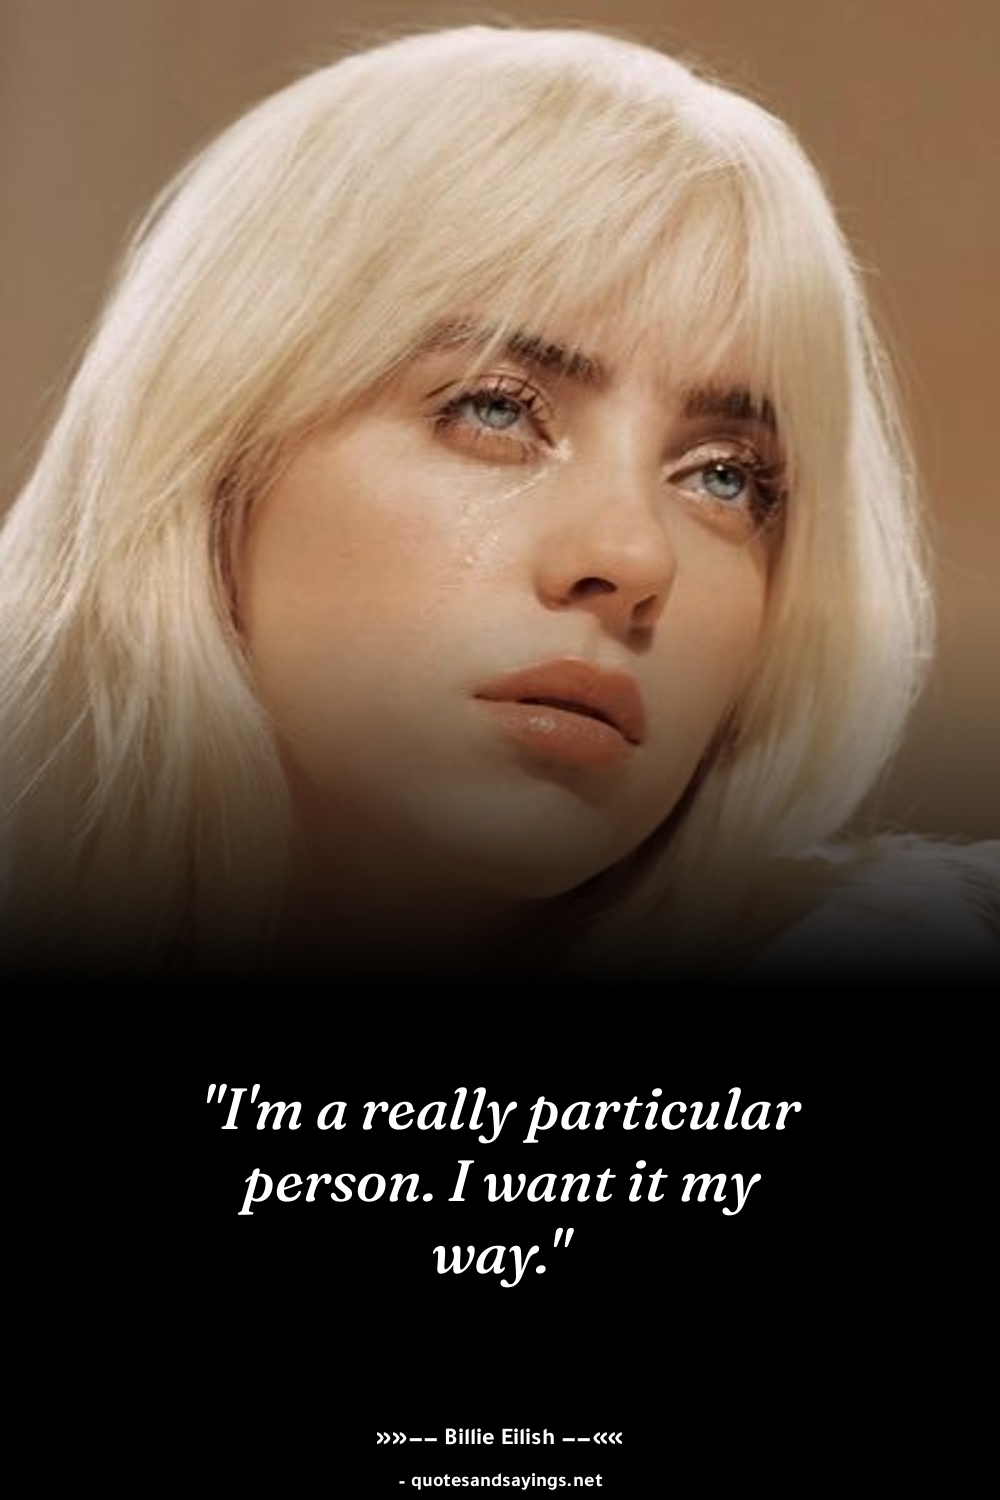 "I'm a really particular
person. I want it my
way."
»»–– Billie Eilish ––««
- quotesandsayings.net